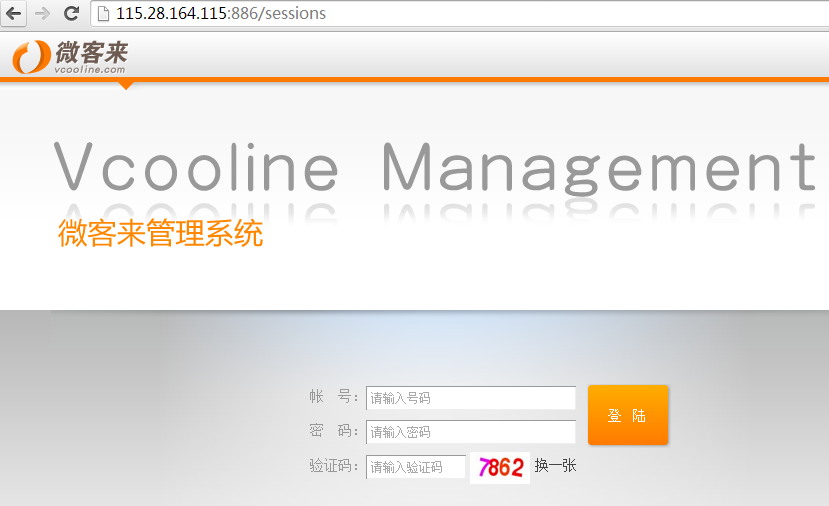 115.28.164.115:886/sessions
微客来
vcooline.com
Vcooline Management
微客来管理系统
帐 号：请输入号码
登 陆
密 码：请输入密码
验证码：请输入验证码 7862 换一张